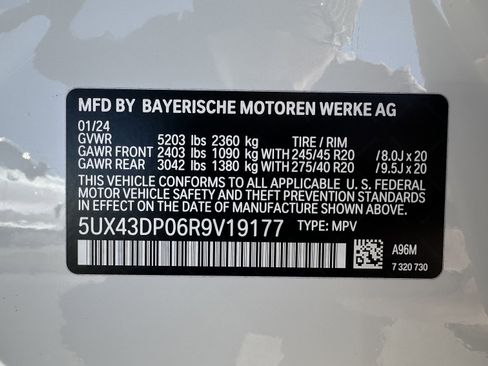 MFD BY BAYERISCHE MOTOREN WERKE AG
01/24
GVWR 5203 lbs 2360 kg TIRE / RIM
GAWR FRONT 2403 lbs 1090 kg WITH 245/45 R20 / 8.0J x 20
GAWR REAR 3042 lbs 1380 kg WITH 275/40 R20 / 9.5J x 20
THIS VEHICLE CONFORMS TO ALL APPLICABLE U. S. FEDERAL
MOTOR VEHICLE SAFETY AND THEFT PREVENTION STANDARDS
IN EFFECT ON THE DATE OF MANUFACTURE SHOWN ABOVE.
5UX43DP06R9V19177 TYPE: MPV
A96M
7 320 730